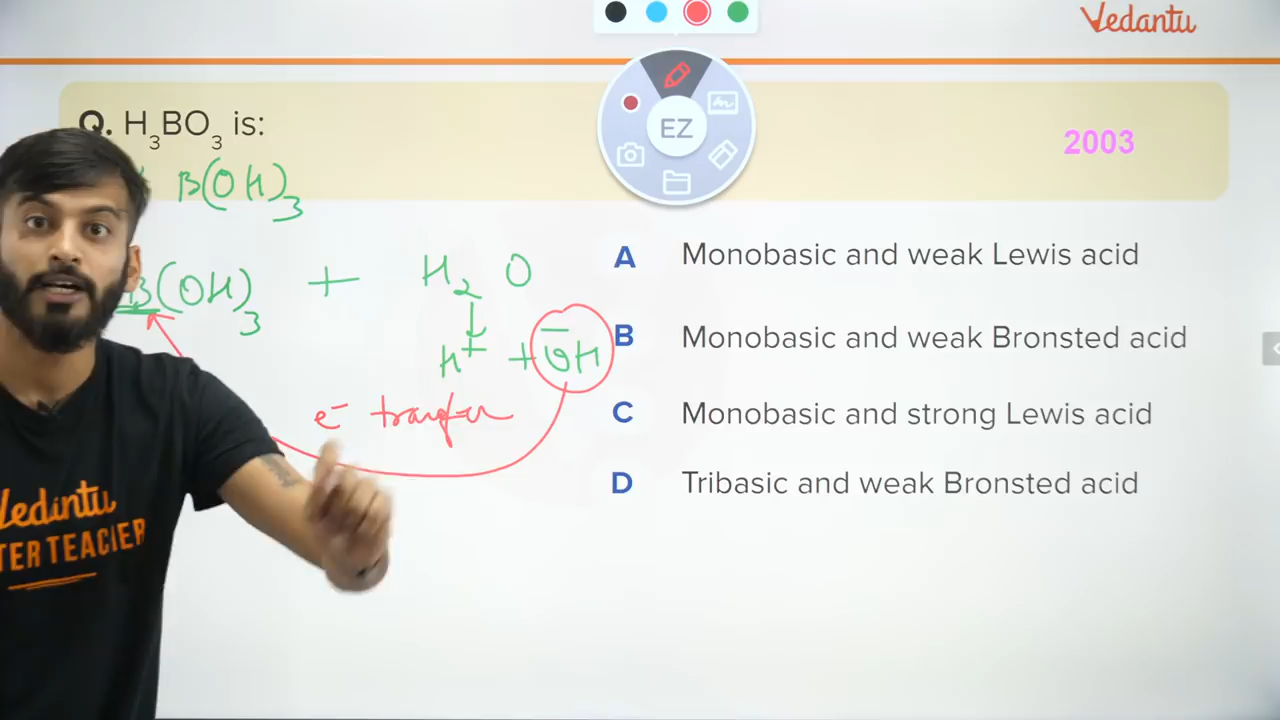 Vedantu
EZ
Q. H₃BO₃ is:
2003
B(OH)₃
B(OH)₃ + H₂O
H⁺ + ŌH
e⁻ transfer
A Monobasic and weak Lewis acid
B Monobasic and weak Bronsted acid
C Monobasic and strong Lewis acid
D Tribasic and weak Bronsted acid
Vedantu
TER TEACHER